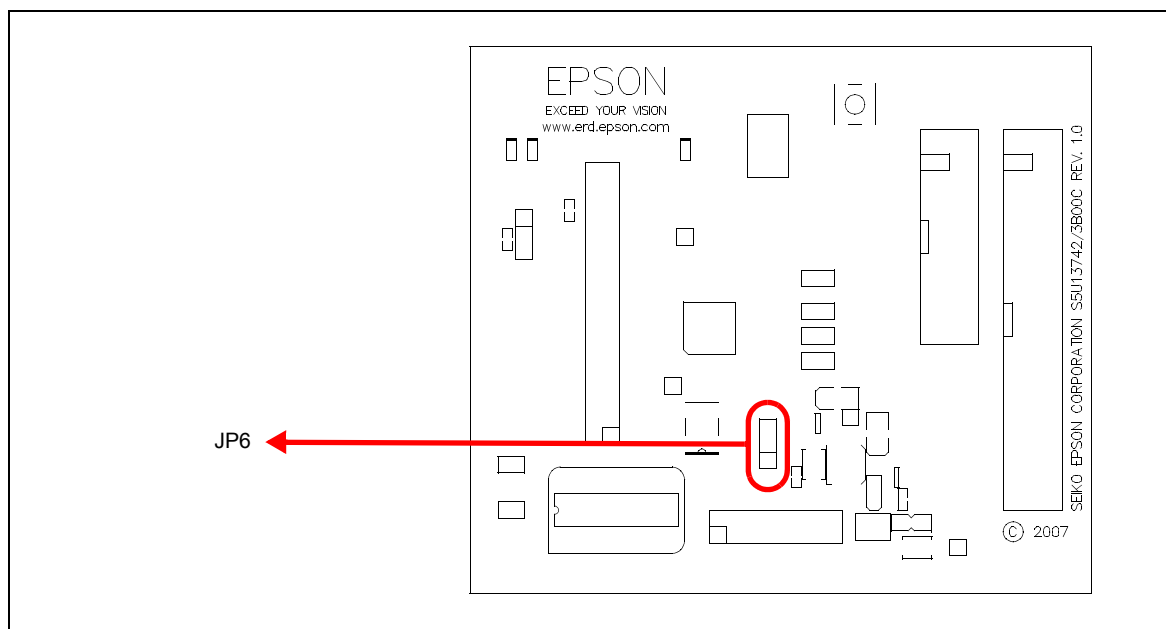 EPSON
EXCEED YOUR VISION
www.erd.epson.com
SEIKO EPSON CORPORATION S5U13742/3B00C REV. 1.0
JP6
© 2007